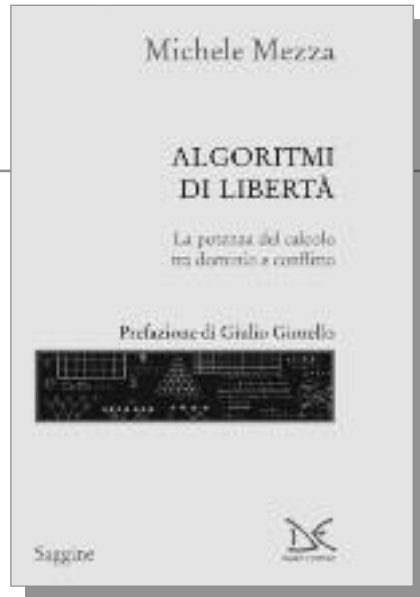 Michele Mezza
ALGORITMI
DI LIBERTÀ
La potenza del calcolo
tra dominio e conflitto
Prefazione di Giulio Giorello
Saggine